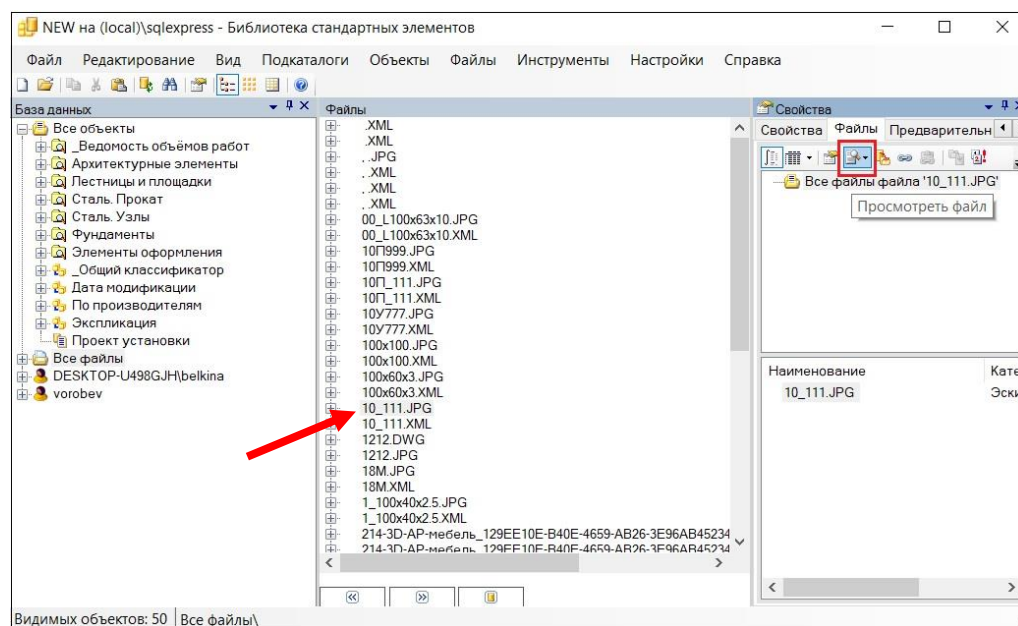 NEW на (local)\sqlexpress - Библиотека стандартных элементов
Файл Редактирование Вид Подкаталоги Объекты Файлы Инструменты Настройки Справка
База данных
Все объекты
_Ведомость объёмов работ
Архитектурные элементы
Лестницы и площадки
Сталь. Прокат
Сталь. Узлы
Фундаменты
Элементы оформления
_Общий классификатор
Дата модификации
По производителям
Экспликация
Проект установки
Все файлы
DESKTOP-U498GJH\belkina
vorobev
Файлы
.XML
.XML
. .JPG
. .XML
.XML
. .XML
00_L100x63x10.JPG
00_L100x63x10.XML
10П999.JPG
10П999.XML
10П_111.JPG
10П_111.XML
10У777.JPG
10У777.XML
100x100.JPG
100x100.XML
100x60x3.JPG
100x60x3.XML
10_111.JPG
10_111.XML
1212.DWG
1212.JPG
18M.JPG
18M.XML
1_100x40x2.5.JPG
1_100x40x2.5.XML
214-3D-АР-мебель_129EE10E-B40E-4659-AB26-3E96AB45234
214-3D-АР-мебель_129EE10E-B40E-4659-AB26-3E96AB45234
Свойства
Свойства Файлы Предварительн
Все файлы файла '10_111.JPG'
Просмотреть файл
Наименование Кате
10_111.JPG Эски
Видимых объектов: 50 Все файлы\